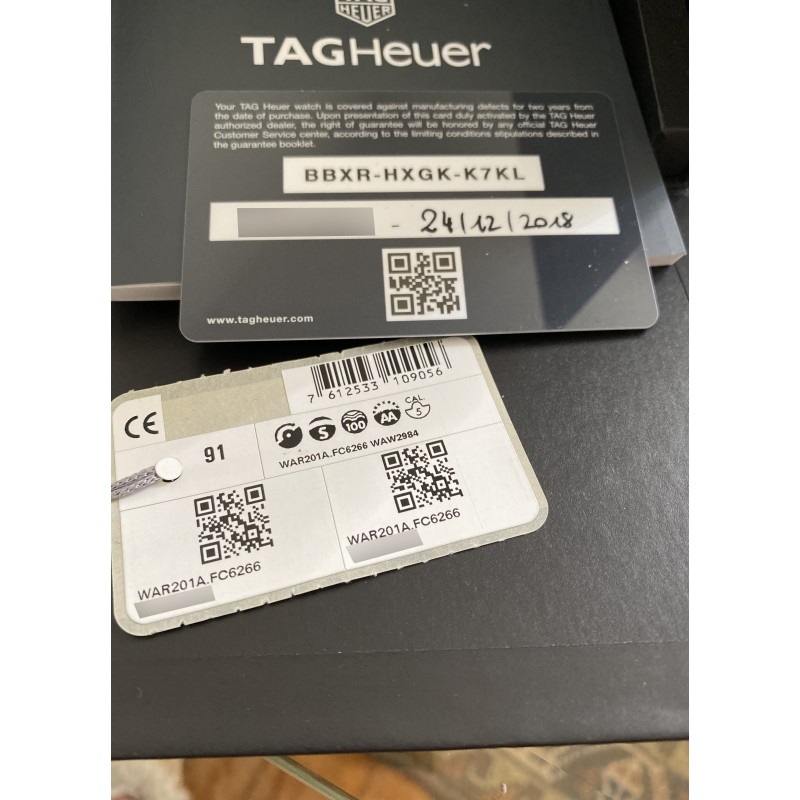 TAG
HEUER
TAGHeuer
Your TAG Heuer watch is covered against manufacturing defects for two years from
the date of purchase. Upon presentation of this card duly activated by the TAG Heuer
authorized dealer, the right of guarantee will be honored by any official TAG Heuer
Customer Service center, according to the limiting conditions stipulations described in
the guarantee booklet.
BBXR-HXGK-K7KL
- 24/12/2018
www.tagheuer.com
7 612533 109056
CE
S 100 AA CAL. 5
91
WAR201A.FC6266 WAW2984
WAR201A.FC6266
WAR201A.FC6266